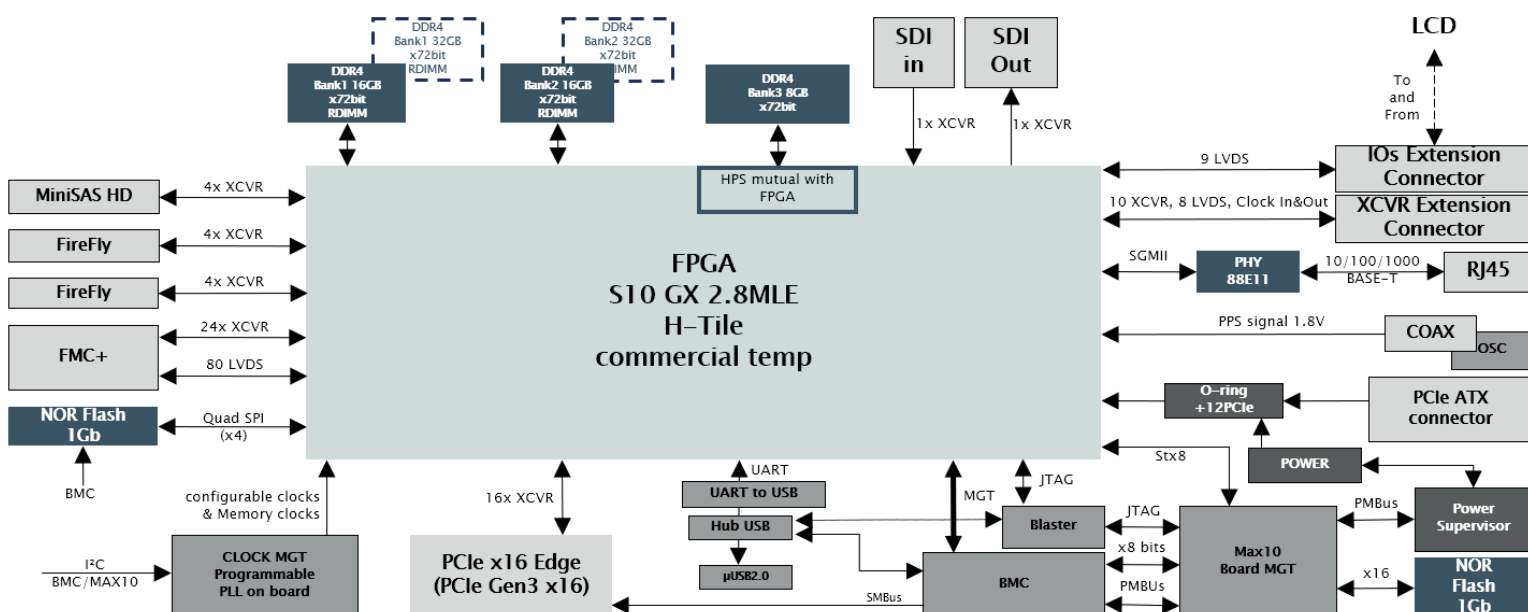 DDR4
Bank1 32GB
x72bit
RDIMM
DDR4
Bank2 32GB
x72bit
DDR4
Bank1 16GB
x72bit
RDIMM
DDR4
Bank2 16GB
x72bit
RDIMM
DDR4
Bank3 8GB
x72bit
SDI
in
SDI
Out
LCD
To
and
From
1x XCVR
1x XCVR
HPS mutual with
FPGA
FPGA
S10 GX 2.8MLE
H-Tile
commercial temp
MiniSAS HD
4x XCVR
FireFly
4x XCVR
FireFly
4x XCVR
FMC+
24x XCVR
80 LVDS
NOR Flash
1Gb
Quad SPI
(x4)
BMC
9 LVDS
IOs Extension
Connector
10 XCVR, 8 LVDS, Clock In&Out
XCVR Extension
Connector
SGMII
PHY
88E11
10/100/1000
BASE-T
RJ45
PPS signal 1.8V
COAX
OSC
O-ring
+12PCIe
PCIe ATX
connector
Stx8
POWER
PMBus
Power
Supervisor
configurable clocks
& Memory clocks
I²C
BMC/MAX10
CLOCK MGT
Programmable
PLL on board
16x XCVR
PCIe x16 Edge
(PCIe Gen3 x16)
UART
UART to USB
Hub USB
µUSB2.0
MGT
JTAG
Blaster
JTAG
x8 bits
BMC
PMBUs
SMBus
Max10
Board MGT
x16
NOR
Flash
1Gb